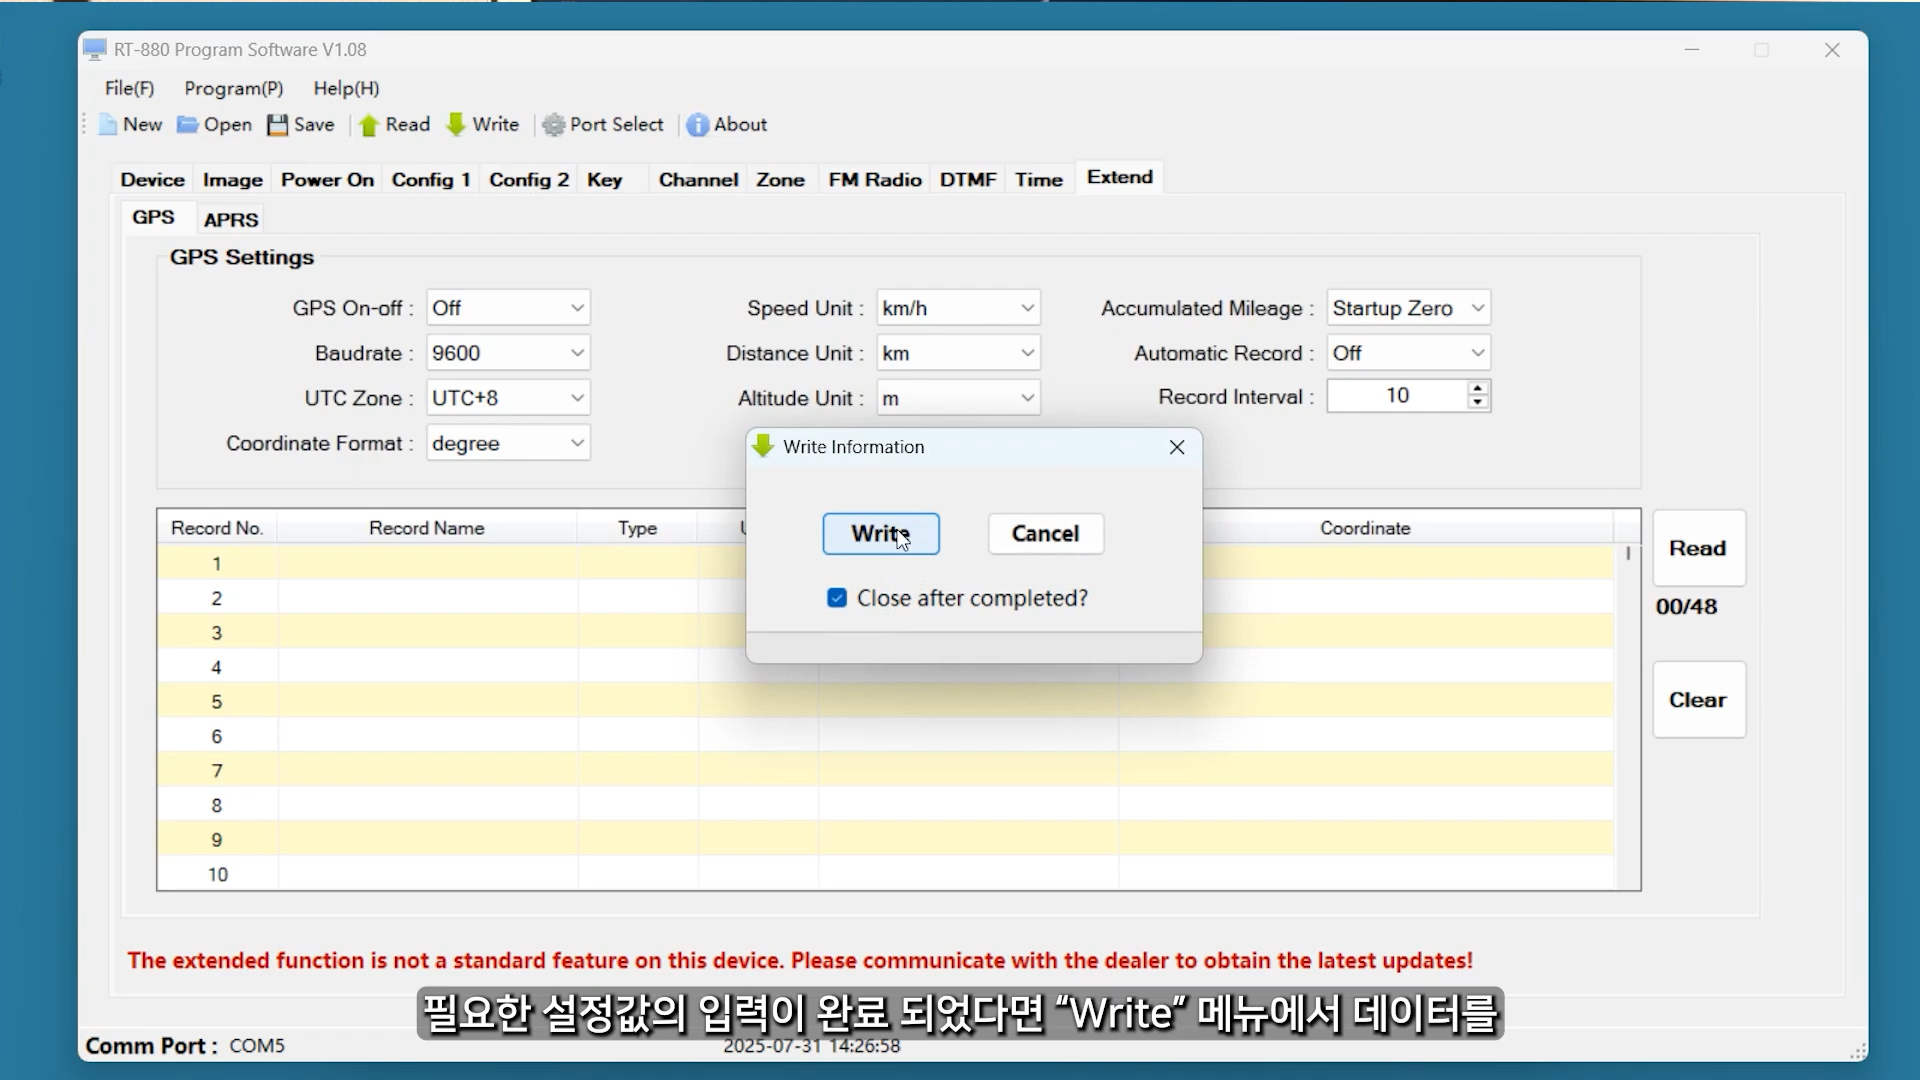 RT-880 Program Software V1.08
File(F) Program(P) Help(H)
New Open Save Read Write Port Select About
Device Image Power On Config 1 Config 2 Key Channel Zone FM Radio DTMF Time Extend
GPS APRS
GPS Settings
GPS On-off : Off Speed Unit : km/h Accumulated Mileage : Startup Zero
Baudrate : 9600 Distance Unit : km Automatic Record : Off
UTC Zone : UTC+8 Altitude Unit : m Record Interval : 10
Coordinate Format : degree
Write Information
Record No. Record Name Type Coordinate
Write Cancel
Close after completed?
Read
00/48
Clear
1
2
3
4
5
6
7
8
9
10
The extended function is not a standard feature on this device. Please communicate with the dealer to obtain the latest updates!
필요한 설정값의 입력이 완료 되었다면 “Write” 메뉴에서 데이터를
Comm Port : COM5 2025-07-31 14:26:58